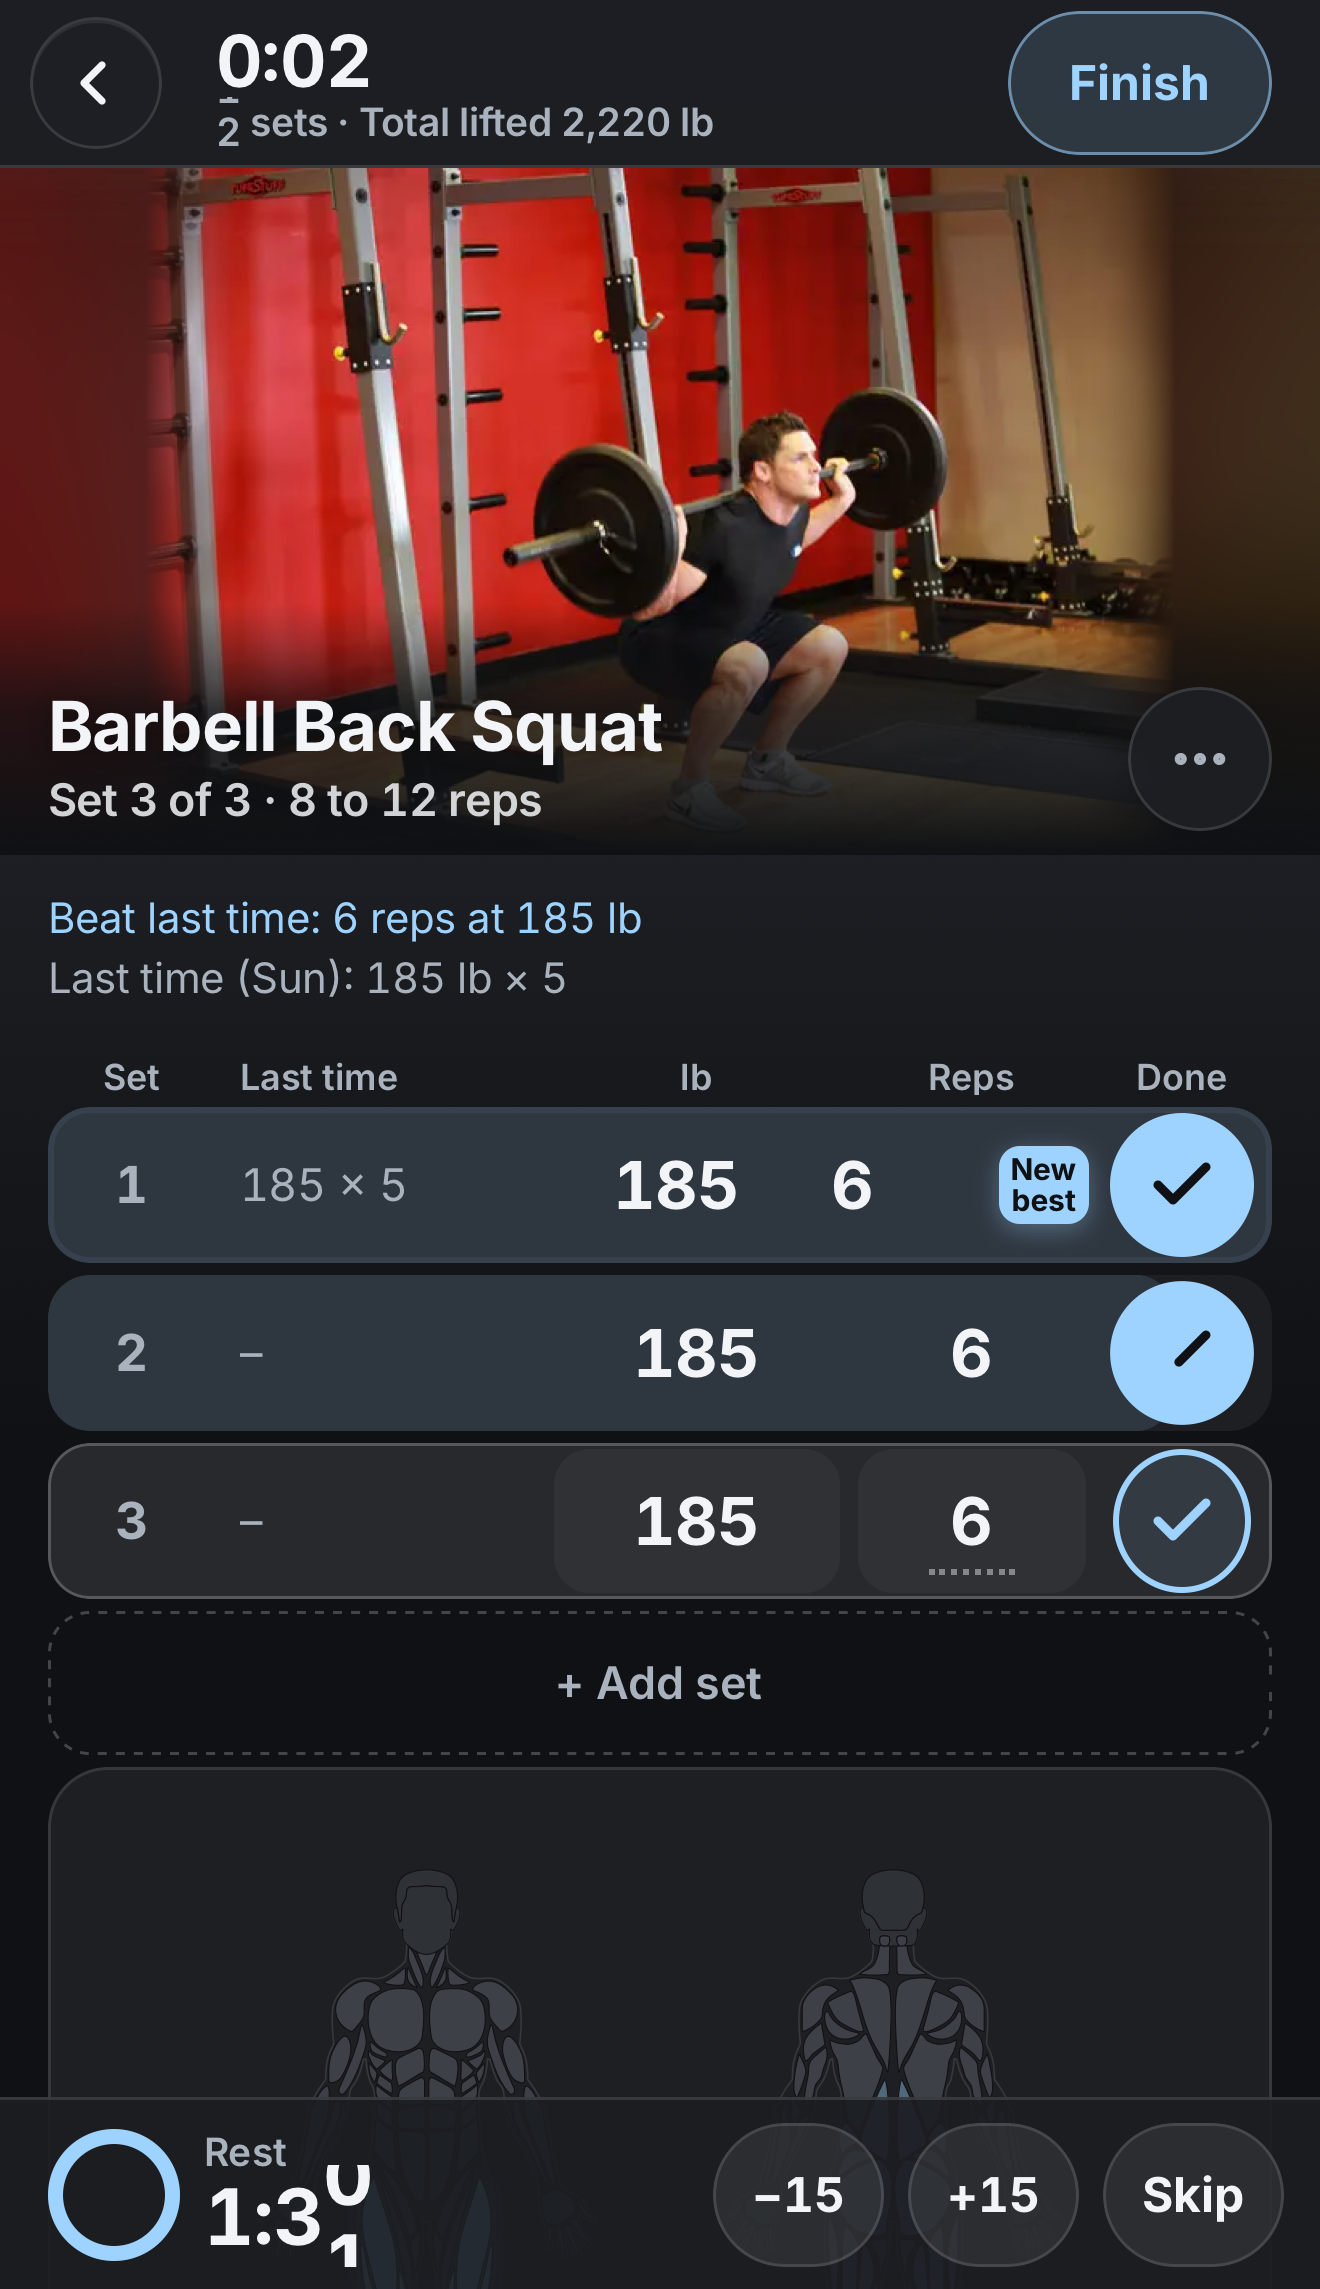 0:02
Finish
2 sets · Total lifted 2,220 lb
Barbell Back Squat
Set 3 of 3 · 8 to 12 reps
Beat last time: 6 reps at 185 lb
Last time (Sun): 185 lb × 5
Set Last time lb Reps Done
1 185 × 5 185 6 New best
2 – 185 6
3 – 185 6
+ Add set
Rest
1:3
−15 +15 Skip